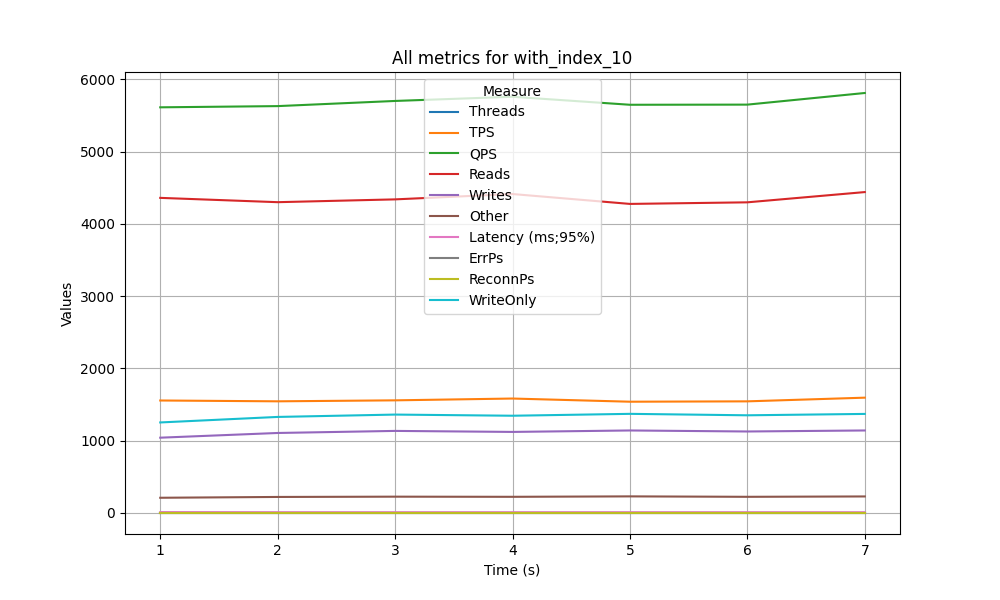 All metrics for with_index_10
6000
5000
4000
3000
2000
1000
0
Values
Measure
Threads
TPS
QPS
Reads
Writes
Other
Latency (ms;95%)
ErrPs
ReconnPs
WriteOnly
1 2 3 4 5 6 7
Time (s)